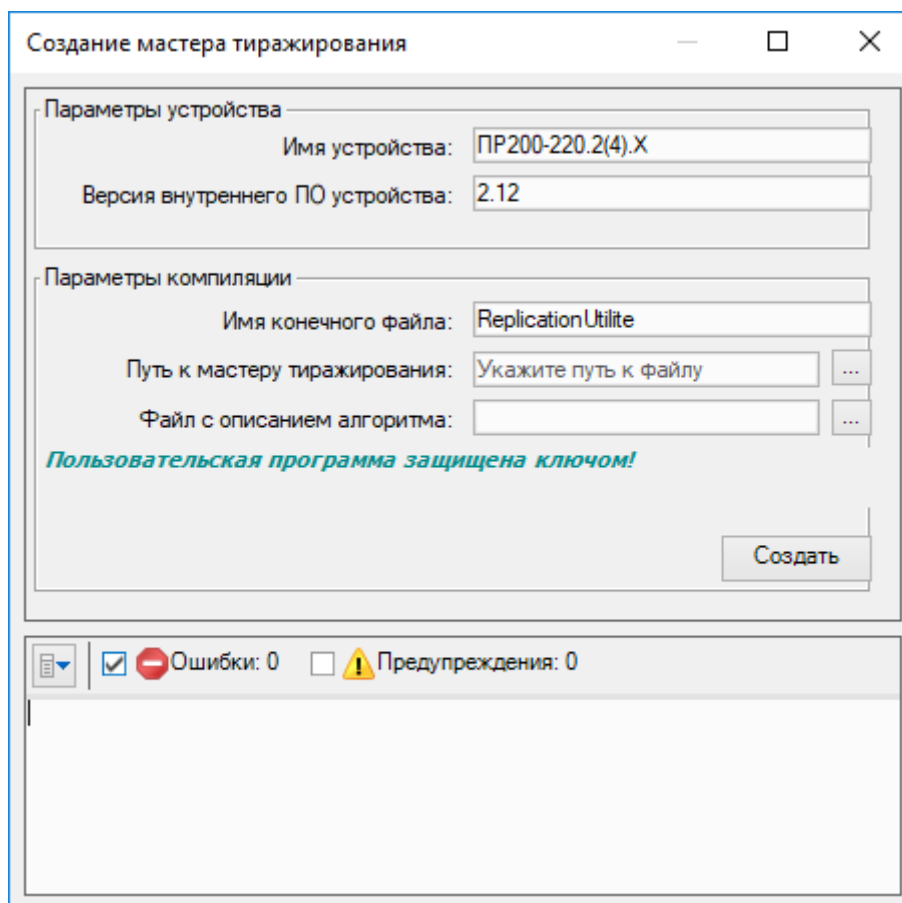 Создание мастера тиражирования
Параметры устройства
Имя устройства: ПР200-220.2(4).X
Версия внутреннего ПО устройства: 2.12
Параметры компиляции
Имя конечного файла: ReplicationUtilite
Путь к мастеру тиражирования: Укажите путь к файлу ...
Файл с описанием алгоритма: ...
Пользовательская программа защищена ключом!
Создать
Ошибки: 0 Предупреждения: 0